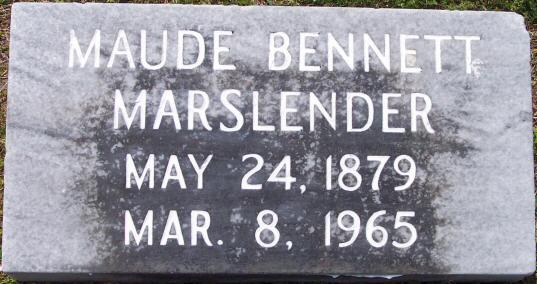 MAUDE BENNETT
MARSLENDER
MAY 24, 1879
MAR. 8, 1965